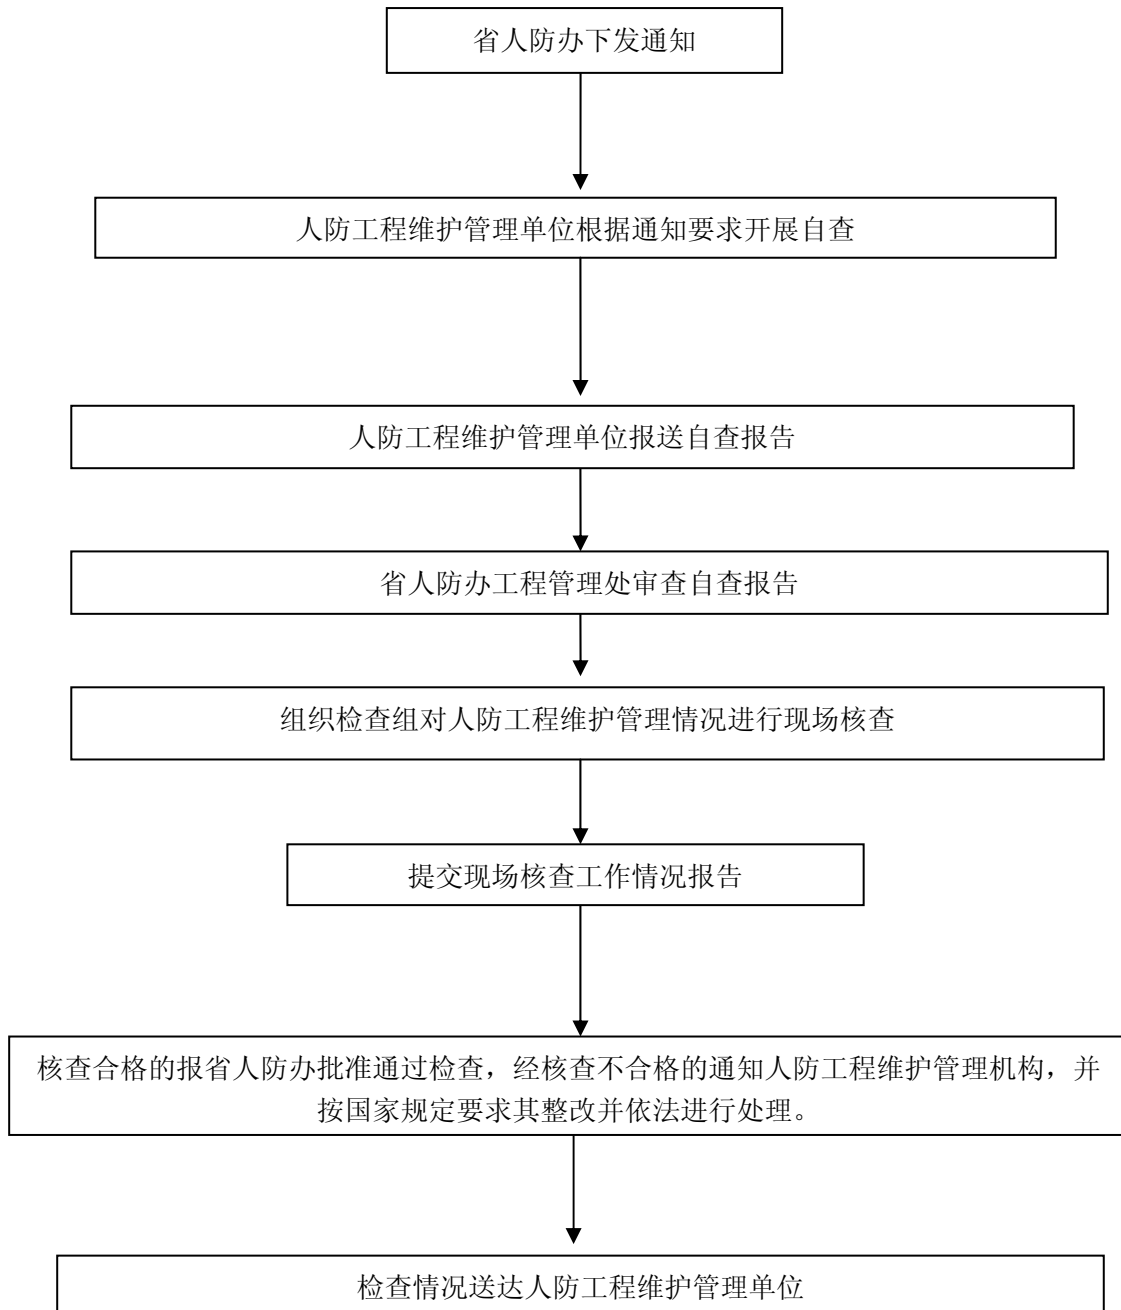 省人防办下发通知
人防工程维护管理单位根据通知要求开展自查
人防工程维护管理单位报送自查报告
省人防办工程管理处审查自查报告
组织检查组对人防工程维护管理情况进行现场核查
提交现场核查工作情况报告
核查合格的报省人防办批准通过检查，经核查不合格的通知人防工程维护管理机构，并
按国家规定要求其整改并依法进行处理。
检查情况送达人防工程维护管理单位